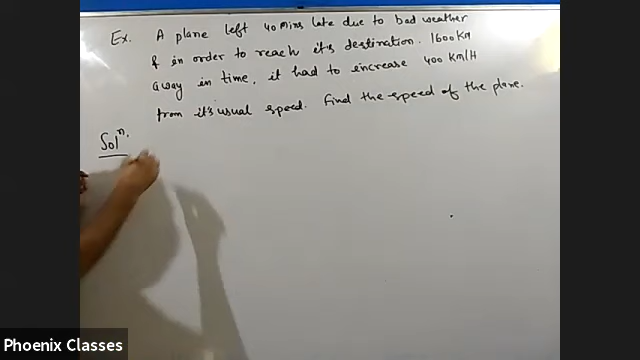 Ex. A plane left 40 Mins late due to bad weather
& in order to reach it's destination. 1600 KM
away in time, it had to increase 400 KM/H
from it's usual speed. Find the speed of the plane.
Solⁿ.
Phoenix Classes